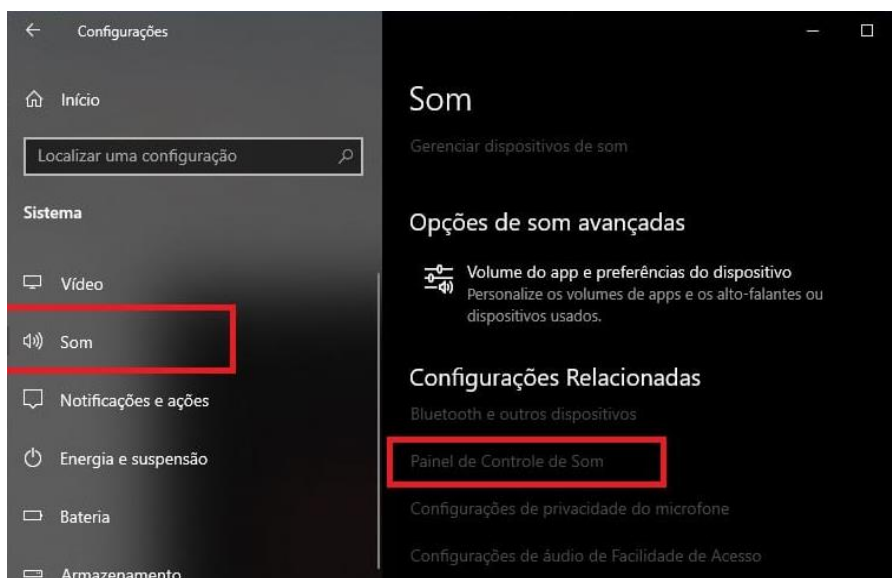 Configurações
Início
Localizar uma configuração
Sistema
Vídeo
Som
Notificações e ações
Energia e suspensão
Bateria
Armazenamento
Som
Gerenciar dispositivos de som
Opções de som avançadas
Volume do app e preferências do dispositivo
Personalize os volumes de apps e os alto-falantes ou
dispositivos usados.
Configurações Relacionadas
Bluetooth e outros dispositivos
Painel de Controle de Som
Configurações de privacidade do microfone
Configurações de áudio de Facilidade de Acesso